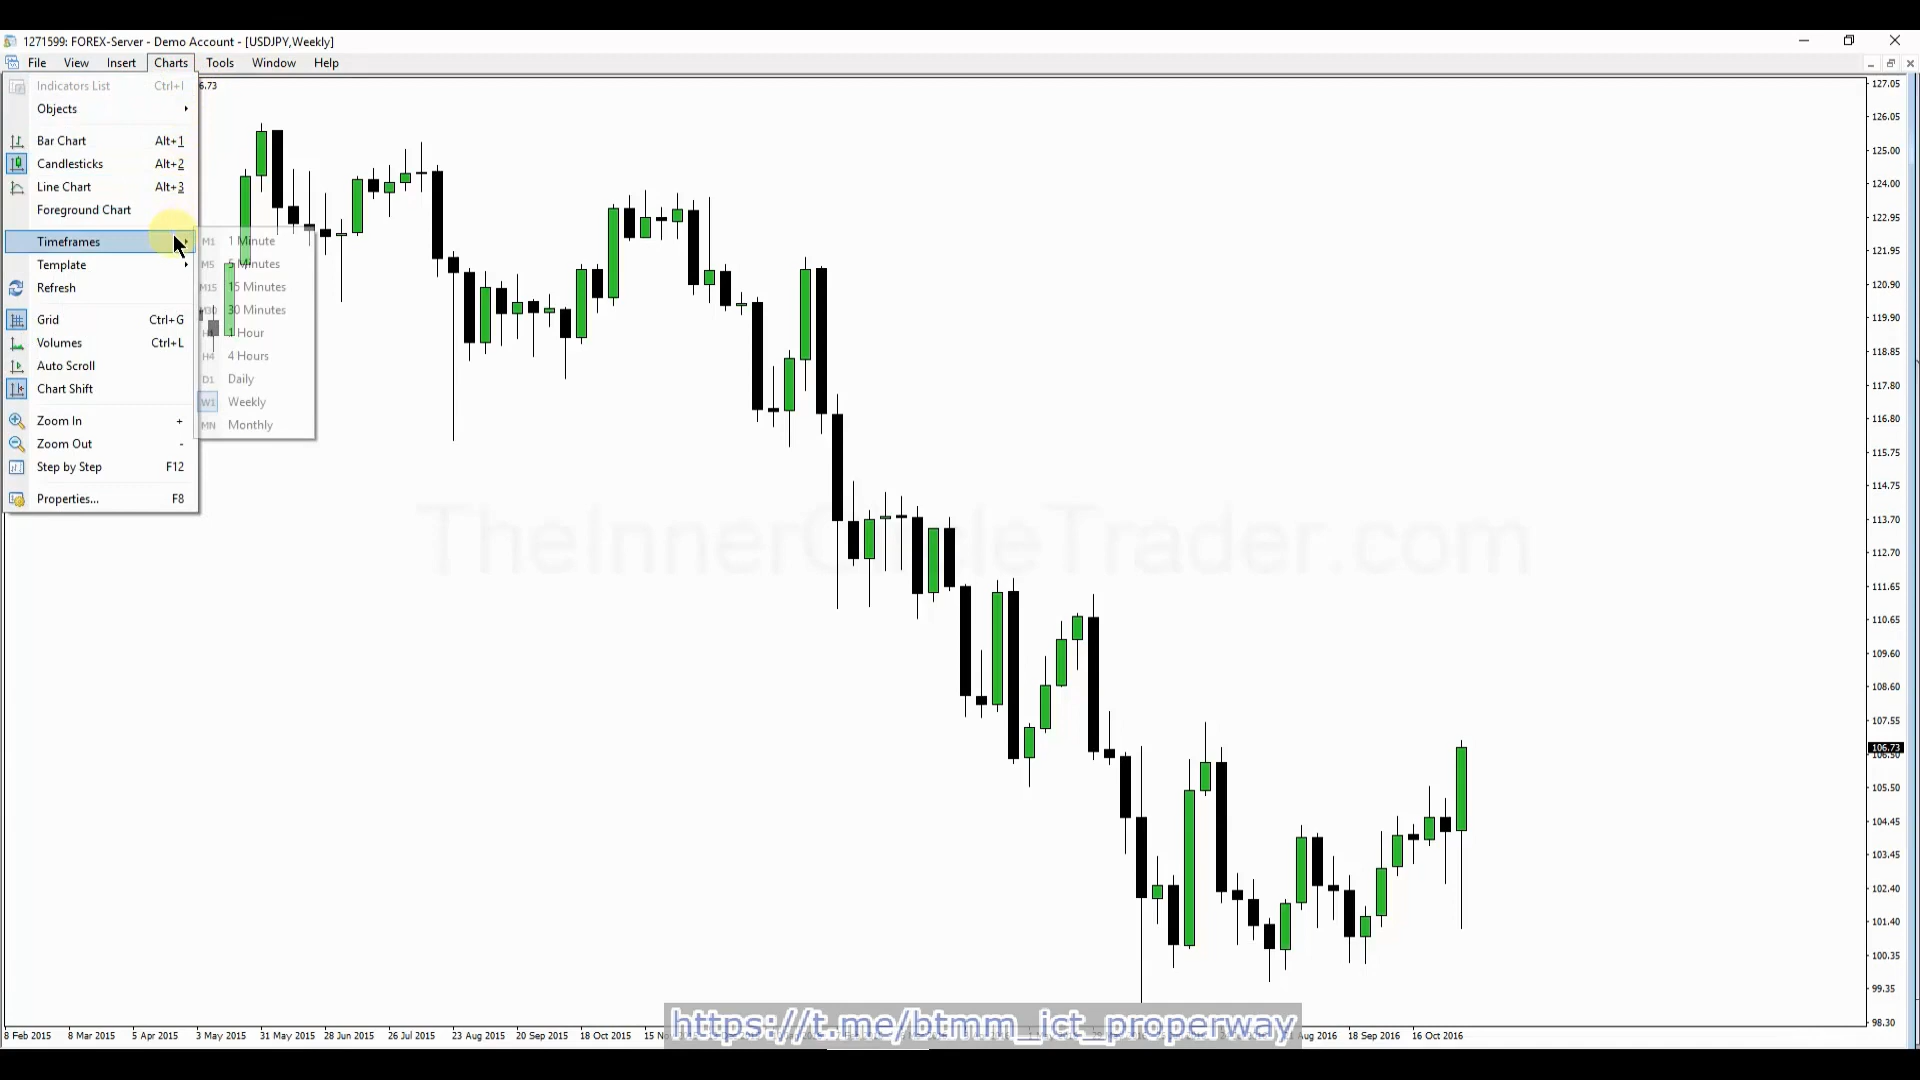 1271599: FOREX-Server - Demo Account - [USDJPY,Weekly]
File View Insert Charts Tools Window Help
Indicators List Ctrl+I
6.73
Objects
Bar Chart Alt+1
Candlesticks Alt+2
Line Chart Alt+3
Foreground Chart
Timeframes
Template
Refresh
Grid Ctrl+G
Volumes Ctrl+L
Auto Scroll
Chart Shift
Zoom In +
Zoom Out -
Step by Step F12
Properties... F8
M1 1 Minute
M5 5 Minutes
M15 15 Minutes
M30 30 Minutes
H1 1 Hour
H4 4 Hours
D1 Daily
W1 Weekly
MN Monthly
TheInnerCircleTrader.com
127.05
126.05
125.00
124.00
122.95
121.95
120.90
119.90
118.85
117.80
116.80
115.75
114.75
113.70
112.70
111.65
110.65
109.60
108.60
107.55
106.73
106.50
105.50
104.45
103.45
102.40
101.40
100.35
99.35
98.30
https://t.me/btmm_ict_properway
8 Feb 2015 8 Mar 2015 5 Apr 2015 3 May 2015 31 May 2015 28 Jun 2015 26 Jul 2015 23 Aug 2015 20 Sep 2015 18 Oct 2015 Aug 2016 18 Sep 2016 16 Oct 2016